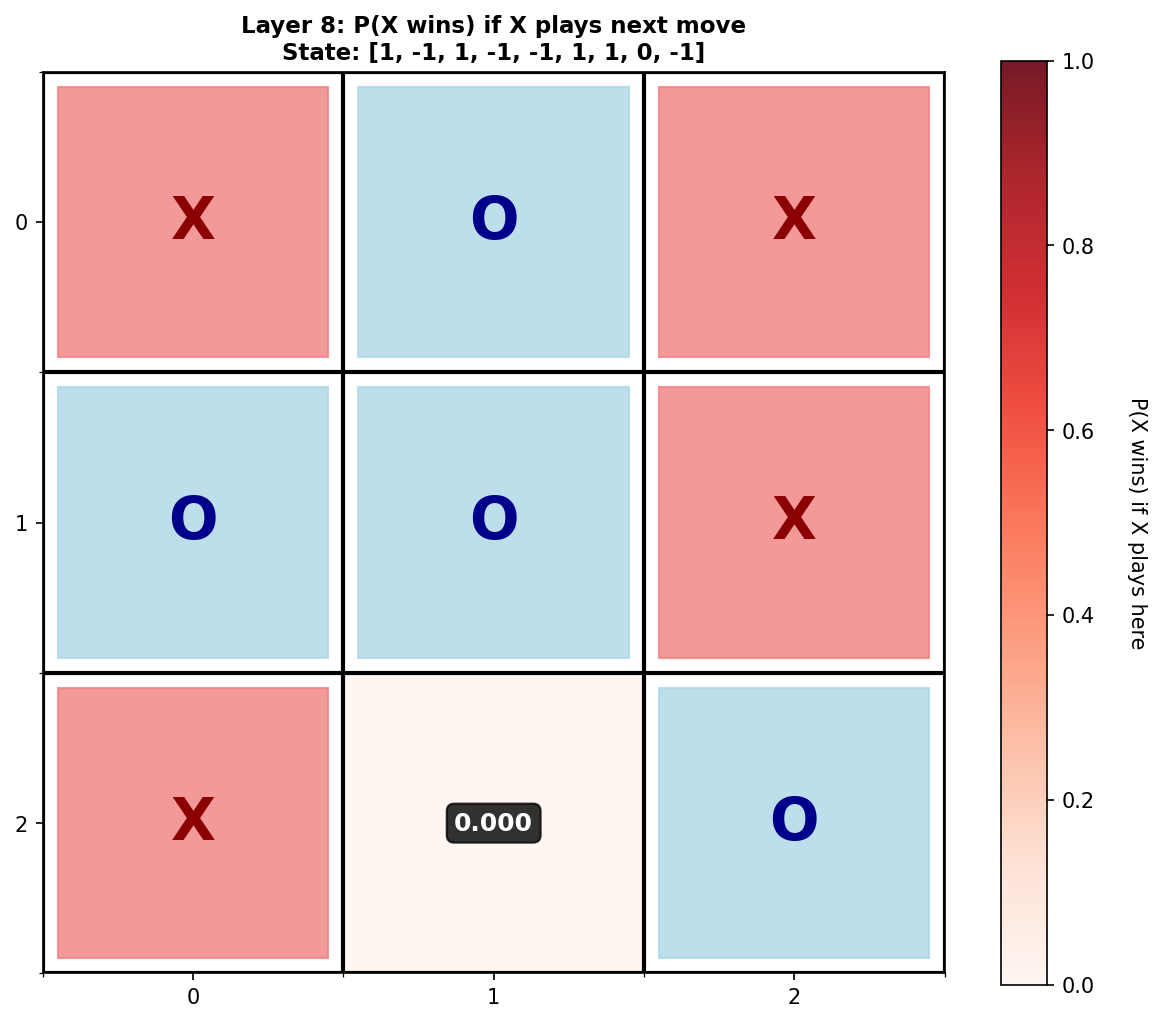 Layer 8: P(X wins) if X plays next move
State: [1, -1, 1, -1, -1, 1, 1, 0, -1]
X O X
O O X
X 0.000 O
0
1
2
0 1 2
1.0
0.8
0.6
0.4
0.2
0.0
P(X wins) if X plays here